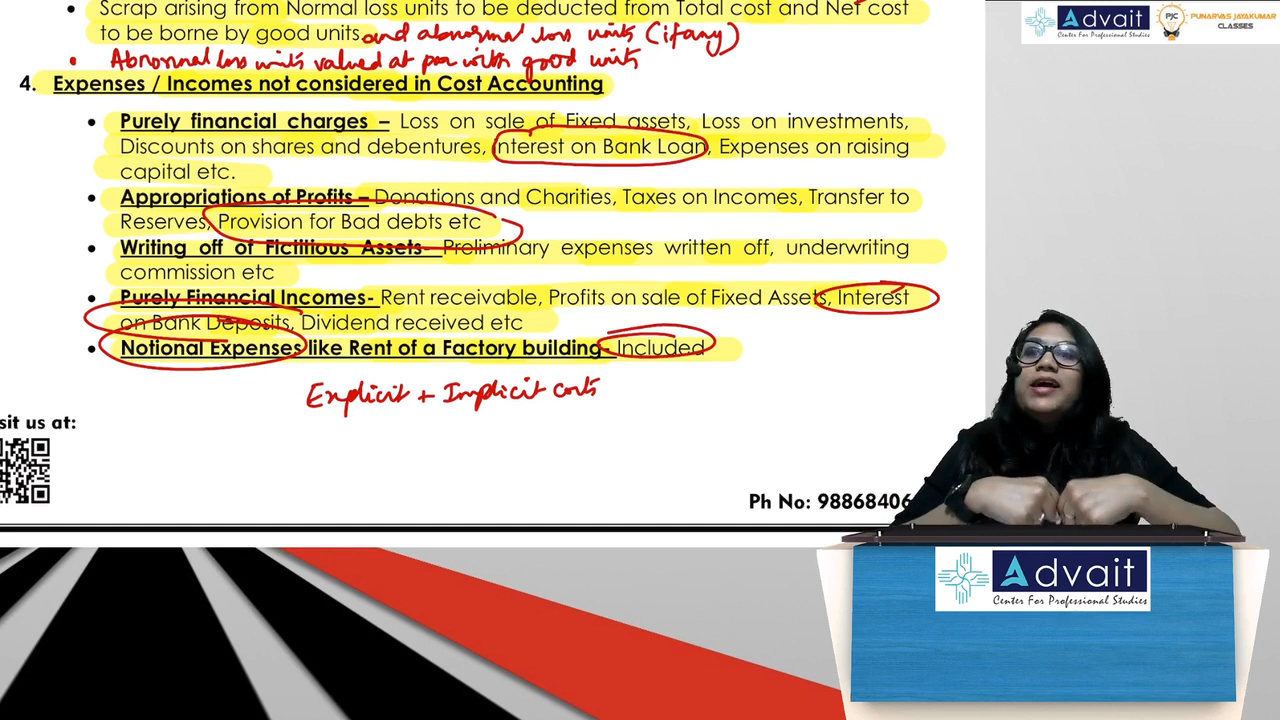 Scrap arising from Normal loss units to be deducted from Total cost and Net cost
to be borne by good units and abnormal loss units (if any)
• Abnormal loss units valued at par with good units
4. Expenses / Incomes not considered in Cost Accounting
• Purely financial charges – Loss on sale of Fixed assets, Loss on investments,
Discounts on shares and debentures, Interest on Bank Loan, Expenses on raising
capital etc.
• Appropriations of Profits – Donations and Charities, Taxes on Incomes, Transfer to
Reserves, Provision for Bad debts etc
• Writing off of Fictitious Assets- Preliminary expenses written off, underwriting
commission etc
• Purely Financial Incomes- Rent receivable, Profits on sale of Fixed Assets, Interest
on Bank Deposits, Dividend received etc
• Notional Expenses like Rent of a Factory building- Included
Explicit + Implicit costs
sit us at:
Ph No: 98868406
Advait
Center For Professional Studies
PJC
PUNARVAS JAYAKUMAR
CLASSES
Advait
Center For Professional Studies